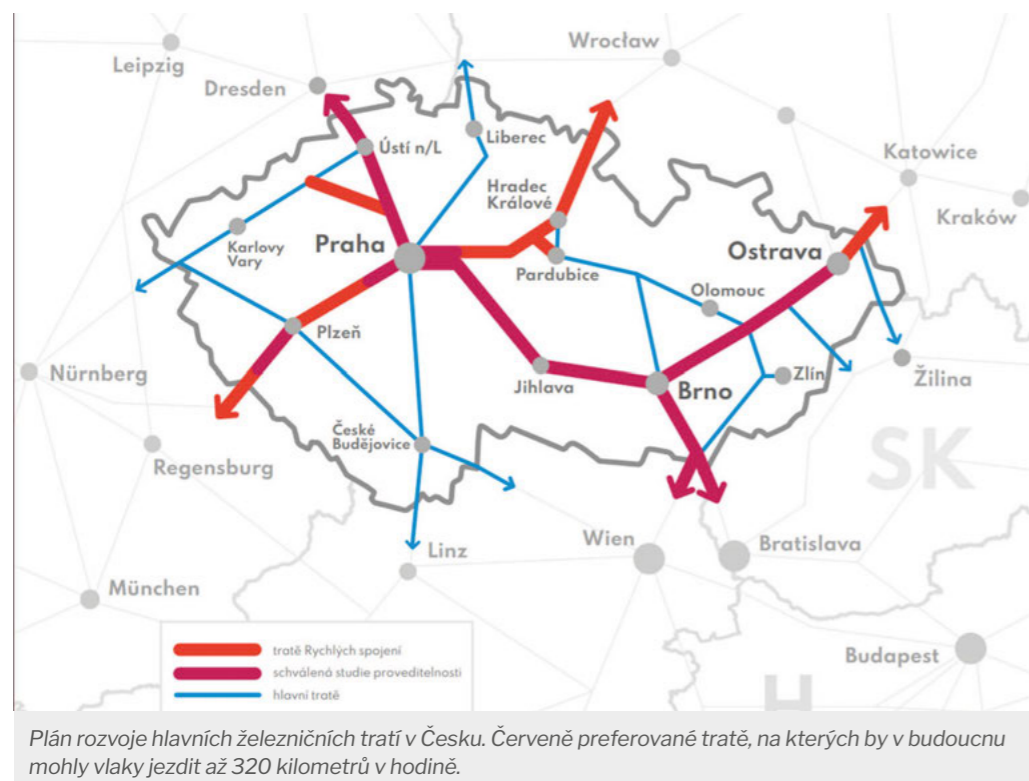 Wrocław
Leipzig
Dresden
Liberec
Ústí n/L
Katowice
Hradec
Králové
Kraków
Karlovy
Vary
Praha
Ostrava
Pardubice
Olomouc
Plzeň
Nürnberg
Jihlava
Brno
Zlín
Žilina
České
Budějovice
Regensburg
SK
Wien
Bratislava
Linz
München
Budapest
H
tratě Rychlých spojení
schválená studie proveditelnosti
hlavní tratě
Plán rozvoje hlavních železničních tratí v Česku. Červeně preferované tratě, na kterých by v budoucnu
mohly vlaky jezdit až 320 kilometrů v hodině.